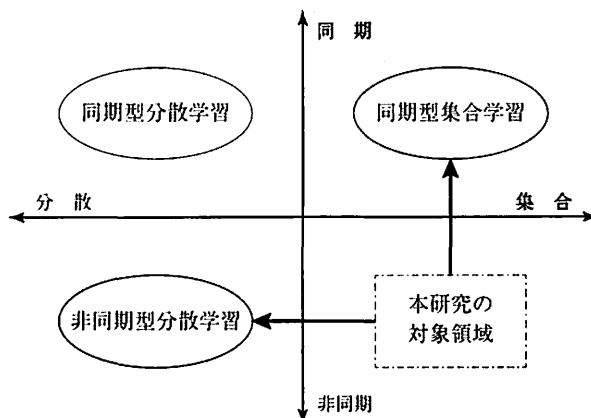 同 期
同期型分散学習
同期型集合学習
分 散
集 合
非同期型分散学習
本研究の
対象領域
非同期